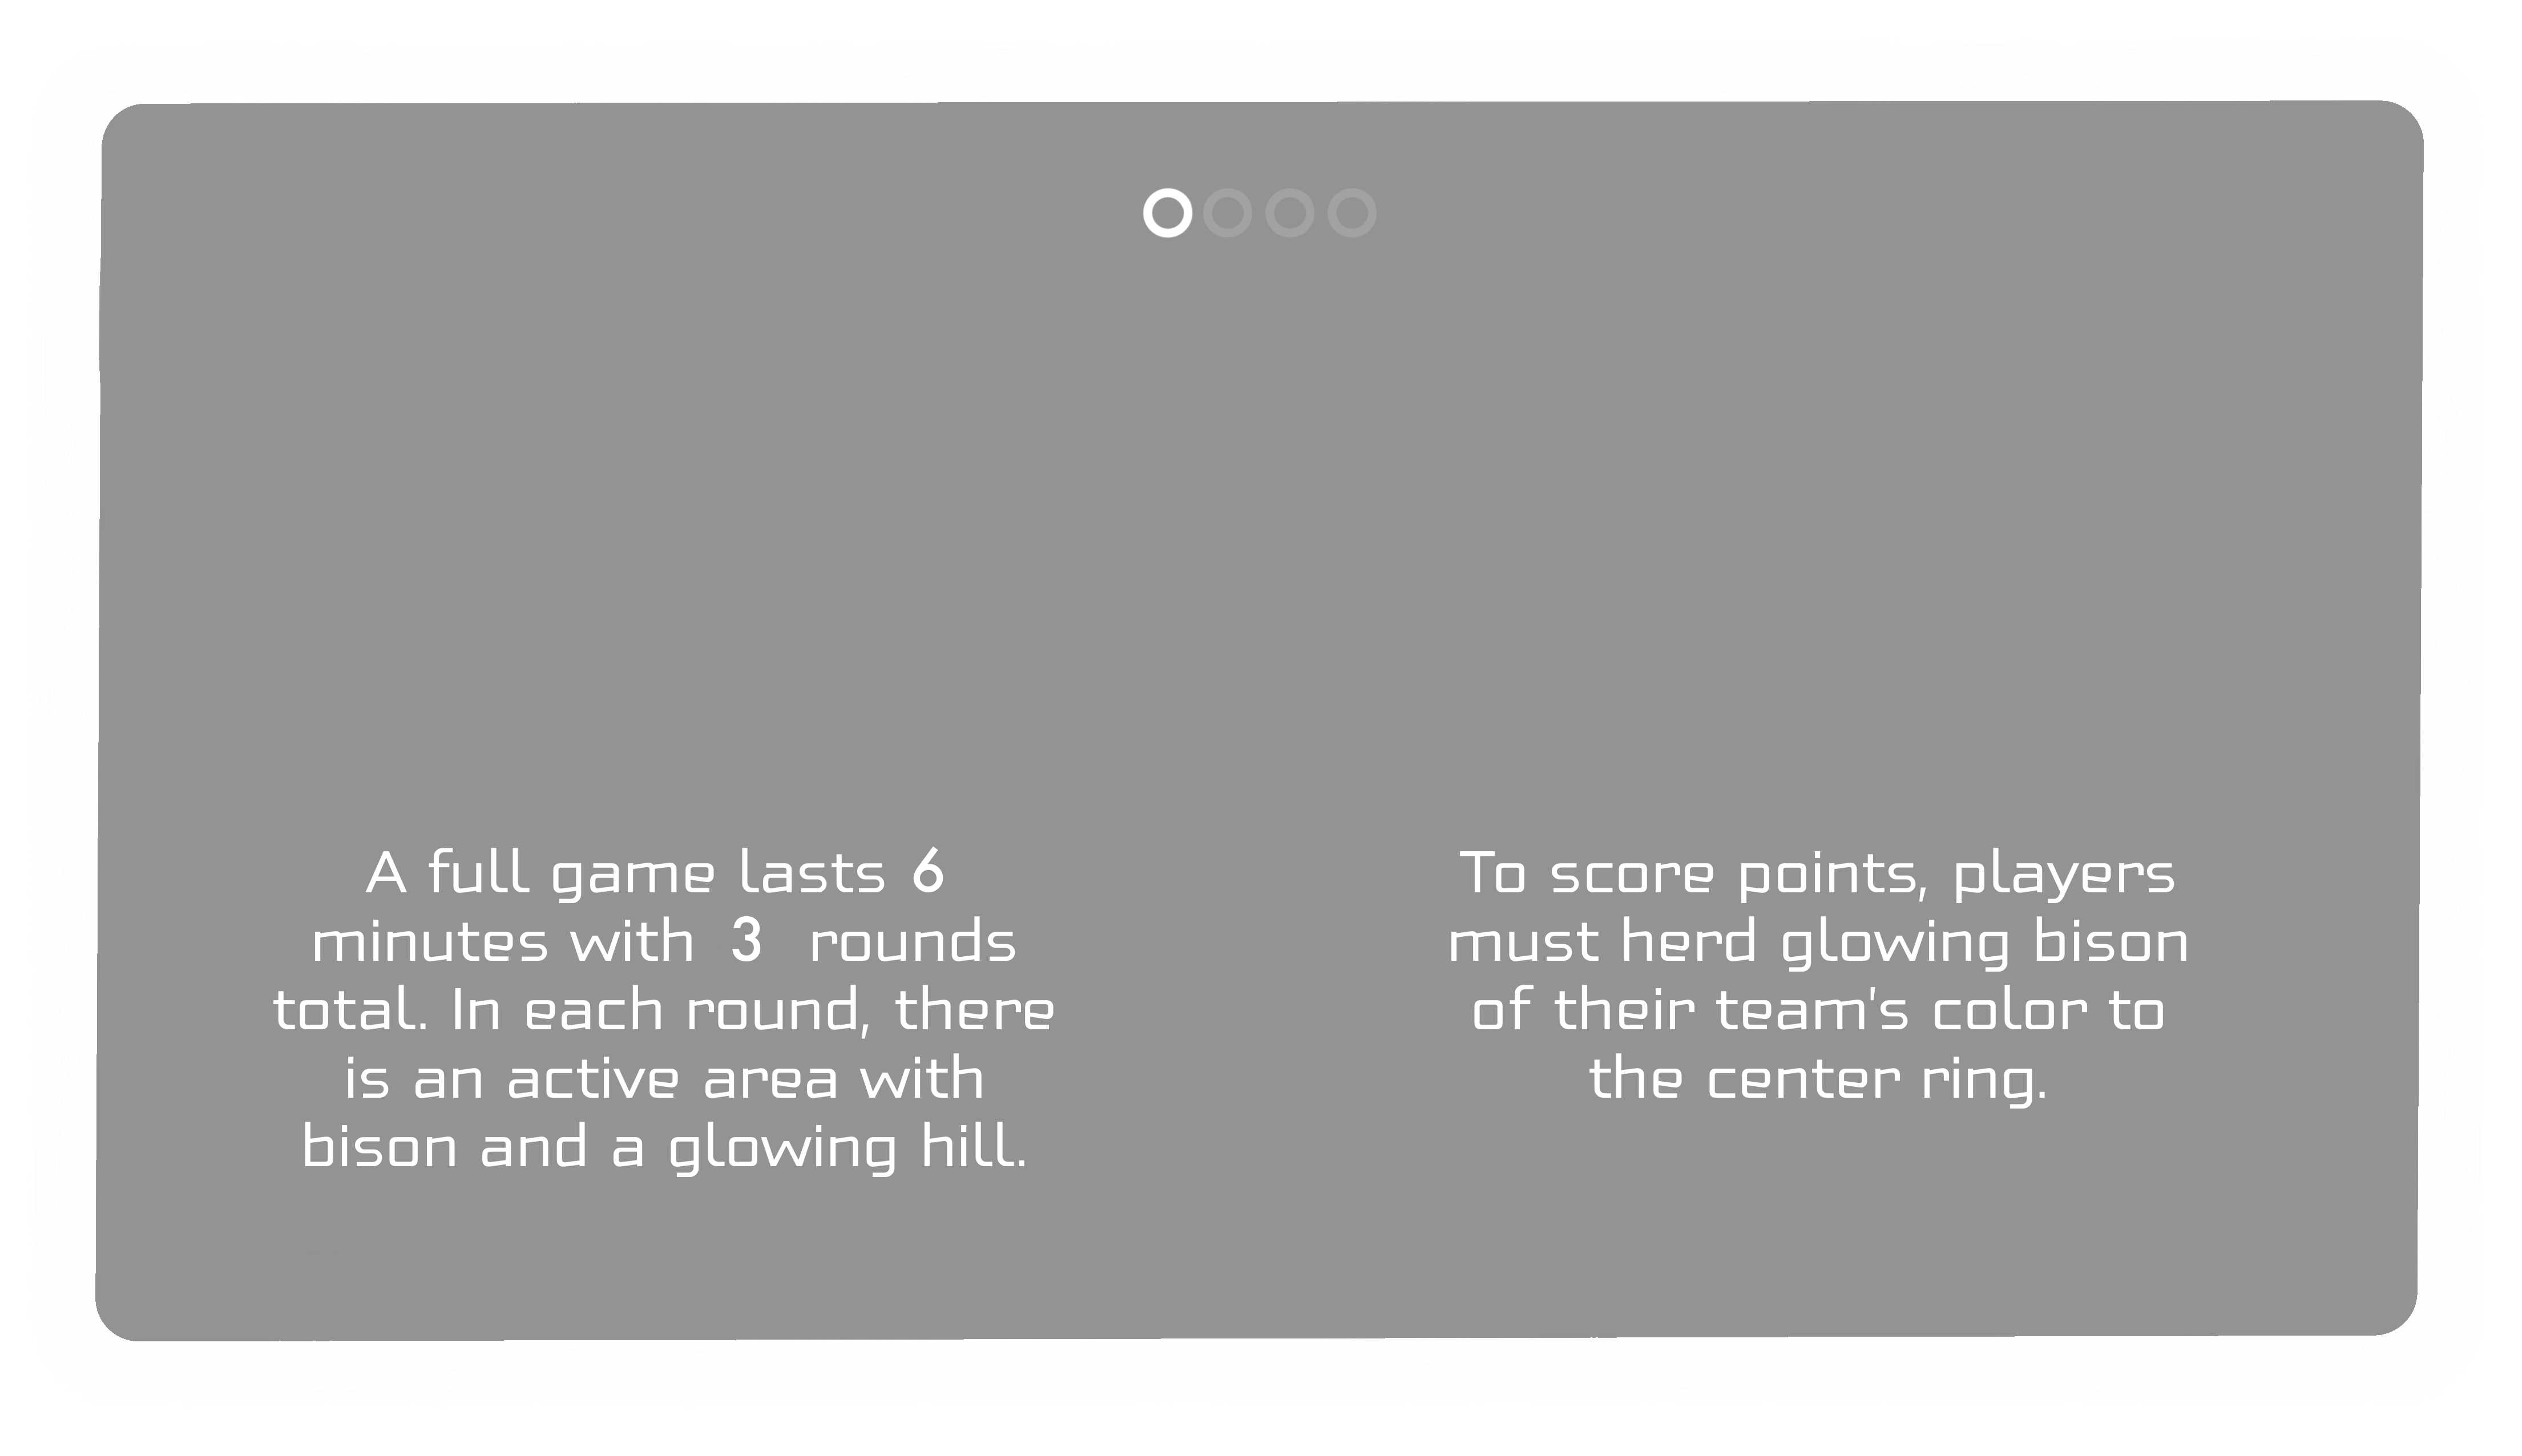 A full game lasts 6
minutes with 3 rounds
total. In each round, there
is an active area with
bison and a glowing hill.
To score points, players
must herd glowing bison
of their team's color to
the center ring.